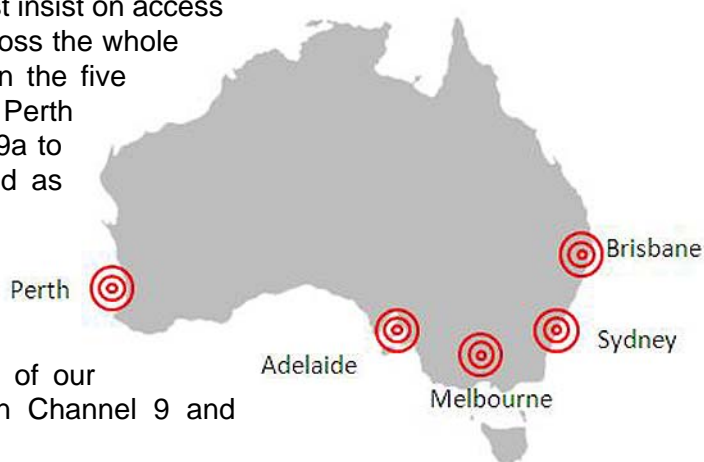 st insist on access
oss the whole
n the five
Perth
9a to
d as
Brisbane
Perth
Sydney
Adelaide
of our
Melbourne
n Channel 9 and